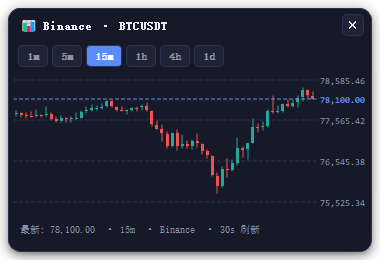 Binance · BTCUSDT
1m 5m 15m 1h 4h 1d
78,585.46
78,100.00
77,565.42
76,545.38
75,525.34
最新: 78,100.00 • 15m • Binance • 30s 刷新